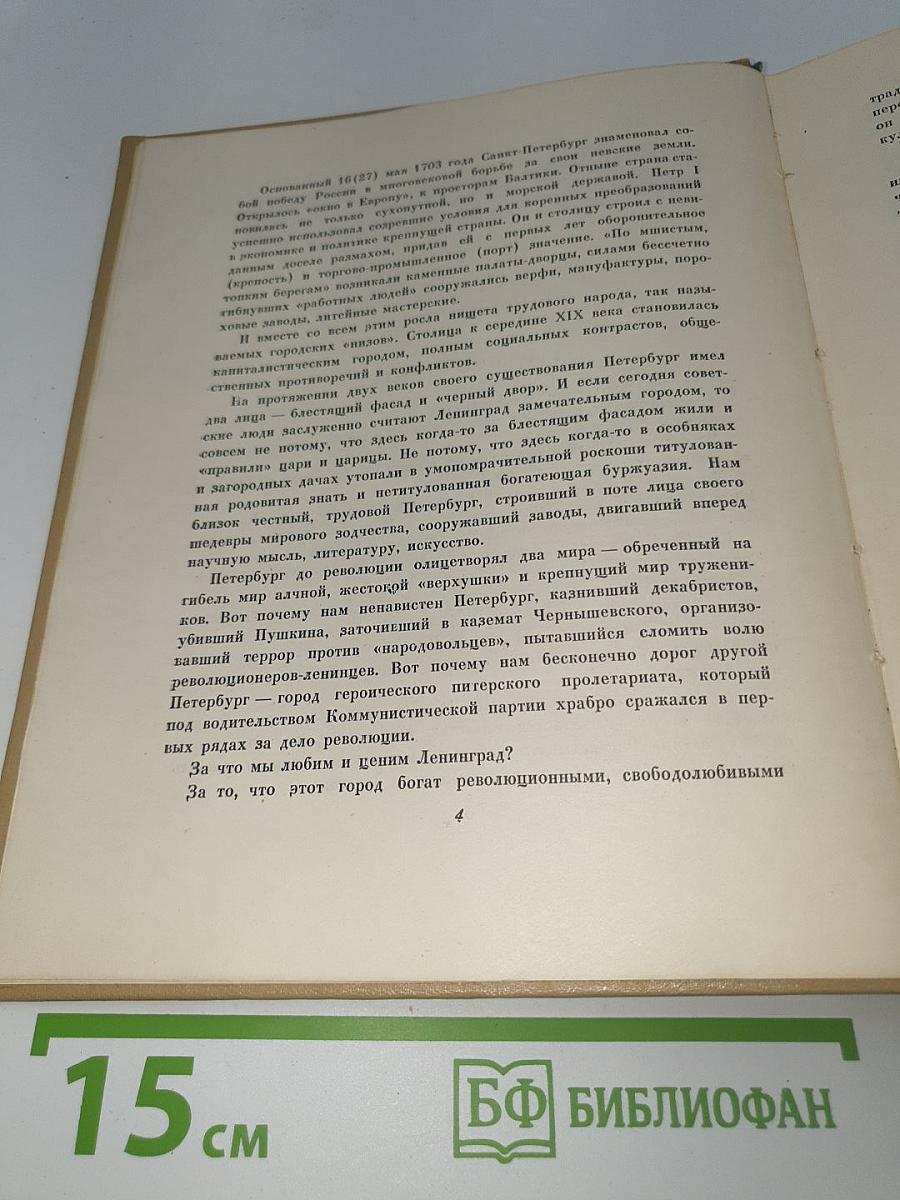 Основанный 16(27) мая 1703 года Санкт-Петербург знаменовал со-
бой победу России в многовековой борьбе за свои невские земли.
Открылось «окно в Европу», к просторам Балтики. Отныне страна ста-
новилась не только сухопутной, но и морской державой. Петр I
успешно использовал созревшие условия для коренных преобразований
в экономике и политике крепнущей страны. Он и столицу строил с неви-
данным доселе размахом, придав ей с первых лет оборонительное
(крепость) и торгово-промышленное (порт) значение. «По мшистым,
топким берегам» возникали каменные палаты-дворцы, силами бессчетно
гибнувших «работных людей» сооружались верфи, мануфактуры, поро-
ховые заводы, литейные мастерские.
И вместе со всем этим росла нищета трудового народа, так назы-
ваемых городских «низов». Столица к середине XIX века становилась
капиталистическим городом, полным социальных контрастов, обще-
ственных противоречий и конфликтов.
На протяжении двух веков своего существования Петербург имел
два лица — блестящий фасад и «черный двор». И если сегодня совет-
ские люди заслуженно считают Ленинград замечательным городом, то
совсем не потому, что здесь когда-то за блестящим фасадом жили и
«правили» цари и царицы. Не потому, что здесь когда-то в особняках
и загородных дачах утопали в умопомрачительной роскоши титулован-
ная родовитая знать и нетитулованная богатеющая буржуазия. Нам
близок честный, трудовой Петербург, строивший в поте лица своего
шедевры мирового зодчества, сооружавший заводы, двигавший вперед
научную мысль, литературу, искусство.
Петербург до революции олицетворял два мира — обреченный на
гибель мир алчной, жестокой «верхушки» и крепнущий мир тружени-
ков. Вот почему нам ненавистен Петербург, казнивший декабристов,
убивший Пушкина, заточивший в каземат Чернышевского, организо-
вавший террор против «народовольцев», пытавшийся сломить волю
революционеров-ленинцев. Вот почему нам бесконечно дорог другой
Петербург — город героического питерского пролетариата, который
под водительством Коммунистической партии храбро сражался в пер-
вых рядах за дело революции.
За что мы любим и ценим Ленинград?
За то, что этот город богат революционными, свободолюбивыми
4
трад
пере
он
ку
15 см
БФ БИБЛИОФАН